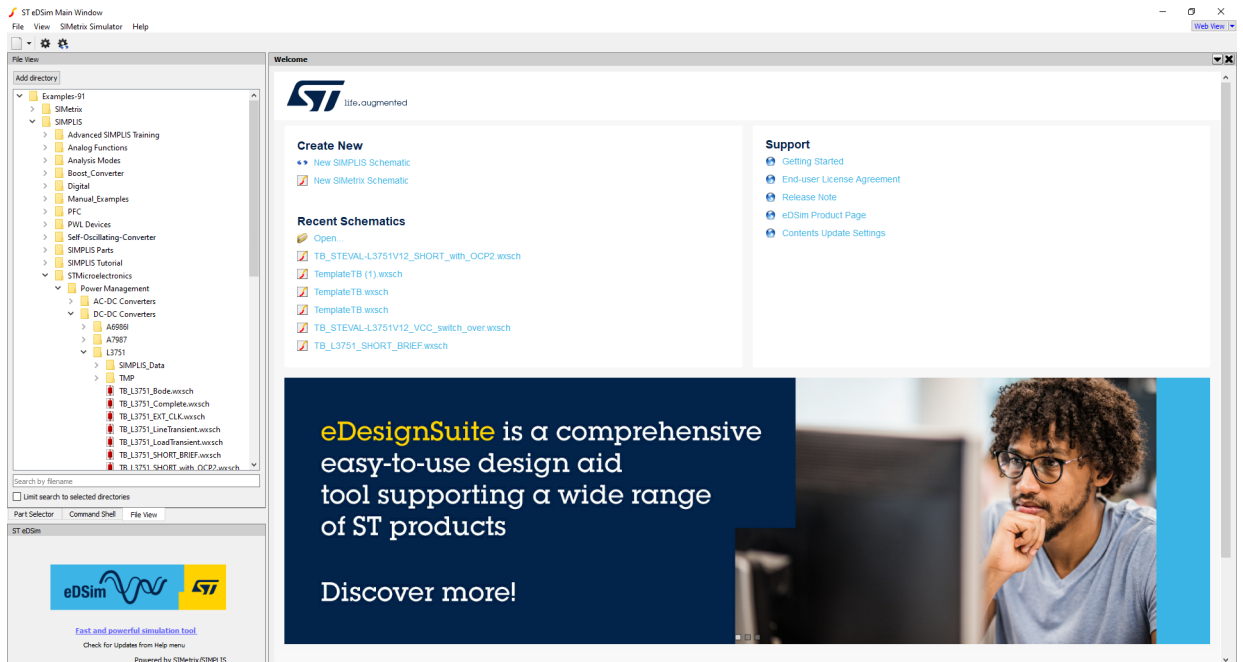 ST eDSim Main Window
File View SIMetrix Simulator Help
Web View
File View
Welcome
Add directory
Examples-91
SIMetrix
SIMPLIS
Advanced SIMPLIS Training
Analog Functions
Analysis Modes
Boost_Converter
Digital
Manual_Examples
PFC
PWL Devices
Self-Oscillating-Converter
SIMPLIS Parts
SIMPLIS Tutorial
STMicroelectronics
Power Management
AC-DC Converters
DC-DC Converters
A6986I
A7987
L3751
SIMPLIS_Data
TMP
TB_L3751_Bode.wxsch
TB_L3751_Complete.wxsch
TB_L3751_EXT_CLK.wxsch
TB_L3751_LineTransient.wxsch
TB_L3751_LoadTransient.wxsch
TB_L3751_SHORT_BRIEF.wxsch
TB_L3751_SHORT_with_OCP2.wxsch
Search by filename
Limit search to selected directories
Part Selector Command Shell File View
ST eDSim
eDSim ST
Fast and powerful simulation tool
Check for Updates from Help menu
Powered by SIMetrix/SIMPLIS
ST life.augmented
Create New
New SIMPLIS Schematic
New SIMetrix Schematic
Recent Schematics
Open...
TB_STEVAL-L3751V12_SHORT_with_OCP2.wxsch
TemplateTB (1).wxsch
TemplateTB.wxsch
TemplateTB.wxsch
TB_STEVAL-L3751V12_VCC_switch_over.wxsch
TB_L3751_SHORT_BRIEF.wxsch
Support
Getting Started
End-user License Agreement
Release Note
eDSim Product Page
Contents Update Settings
eDesignSuite is a comprehensive
easy-to-use design aid
tool supporting a wide range
of ST products
Discover more!